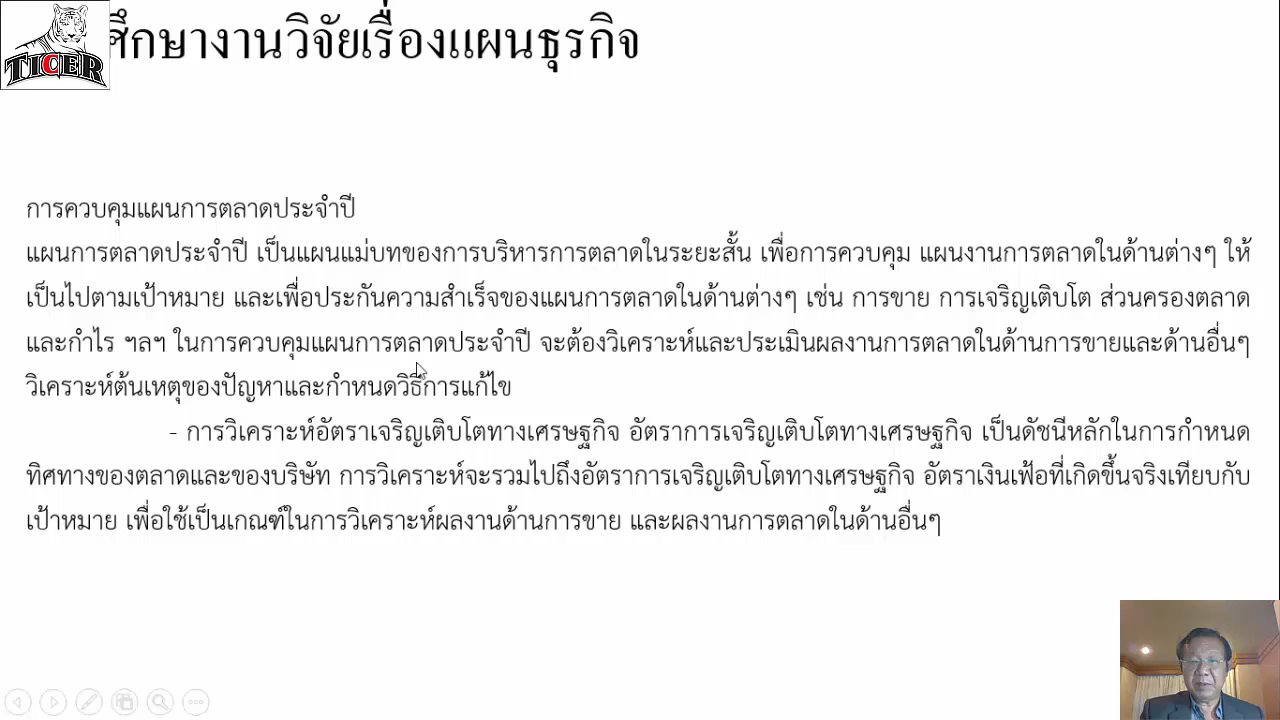 TICER
ศึกษางานวิจัยเรื่องแผนธุรกิจ
การควบคุมแผนการตลาดประจำปี
แผนการตลาดประจำปี เป็นแผนแม่บทของการบริหารการตลาดในระยะสั้น เพื่อการควบคุม แผนงานการตลาดในด้านต่างๆ ให้
เป็นไปตามเป้าหมาย และเพื่อประกันความสำเร็จของแผนการตลาดในด้านต่างๆ เช่น การขาย การเจริญเติบโต ส่วนครองตลาด
และกำไร ฯลฯ ในการควบคุมแผนการตลาดประจำปี จะต้องวิเคราะห์และประเมินผลงานการตลาดในด้านการขายและด้านอื่นๆ
วิเคราะห์ต้นเหตุของปัญหาและกำหนดวิธีการแก้ไข
- การวิเคราะห์อัตราเจริญเติบโตทางเศรษฐกิจ อัตราการเจริญเติบโตทางเศรษฐกิจ เป็นดัชนีหลักในการกำหนด
ทิศทางของตลาดและของบริษัท การวิเคราะห์จะรวมไปถึงอัตราการเจริญเติบโตทางเศรษฐกิจ อัตราเงินเฟ้อที่เกิดขึ้นจริงเทียบกับ
เป้าหมาย เพื่อใช้เป็นเกณฑ์ในการวิเคราะห์ผลงานด้านการขาย และผลงานการตลาดในด้านอื่นๆ